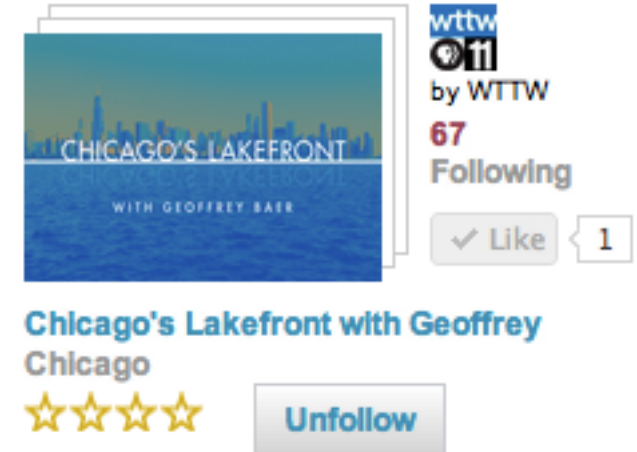 CHICAGO'S LAKEFRONT
WITH GEOFFREY BAER
wttw
11
by WTTW
67
Following
Like
1
Chicago's Lakefront with Geoffrey
Chicago
Unfollow